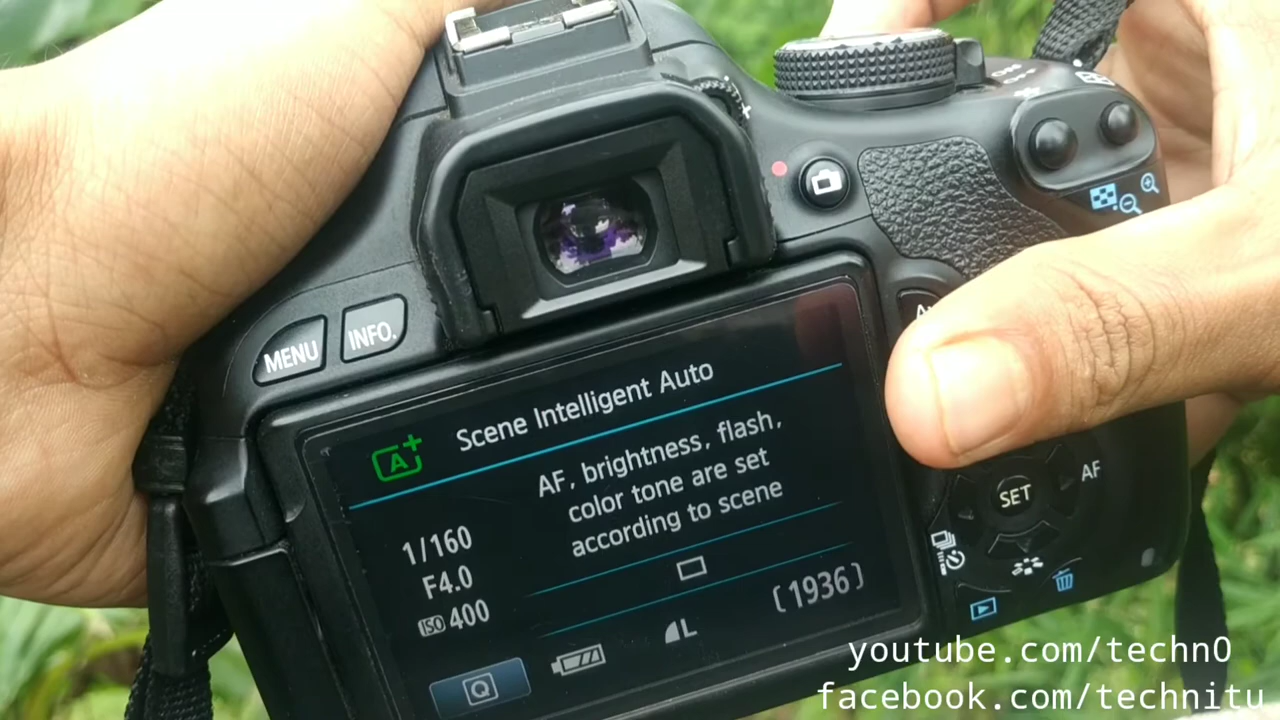 MENU
INFO.
A+
Scene Intelligent Auto
AF, brightness, flash,
color tone are set
according to scene
1/160
F4.0
ISO 400
L
[1936]
Q
SET
AF
youtube.com/techn0
facebook.com/technitu